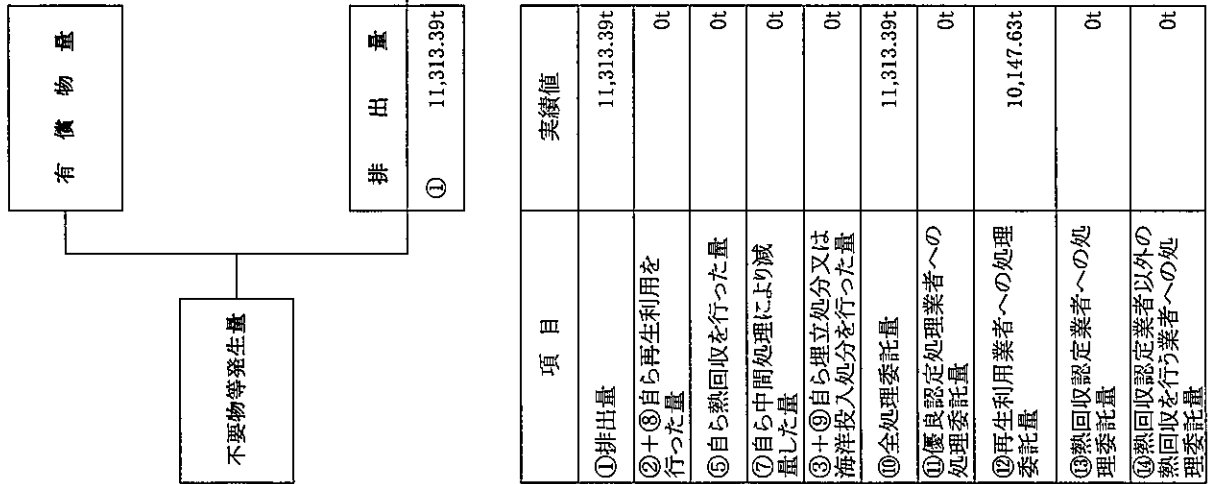 有 償 物 量
不要物等発生量
排 出 量
① 11,313.39t
項 目 実績値
①排出量 11,313.39t
②+⑧自ら再生利用を
行った量 0t
⑤自ら熱回収を行った量 0t
⑦自ら中間処理により減
量した量 0t
③+⑨自ら埋立処分又は
海洋投入処分を行った量 0t
⑩全処理委託量 11,313.39t
⑪優良認定処理業者への
処理委託量 0t
⑫再生利用業者への処理
委託量 10,147.63t
⑬熱回収認定業者への処
理委託量 0t
⑭熱回収認定業者以外の
熱回収を行う業者への処
理委託量 0t